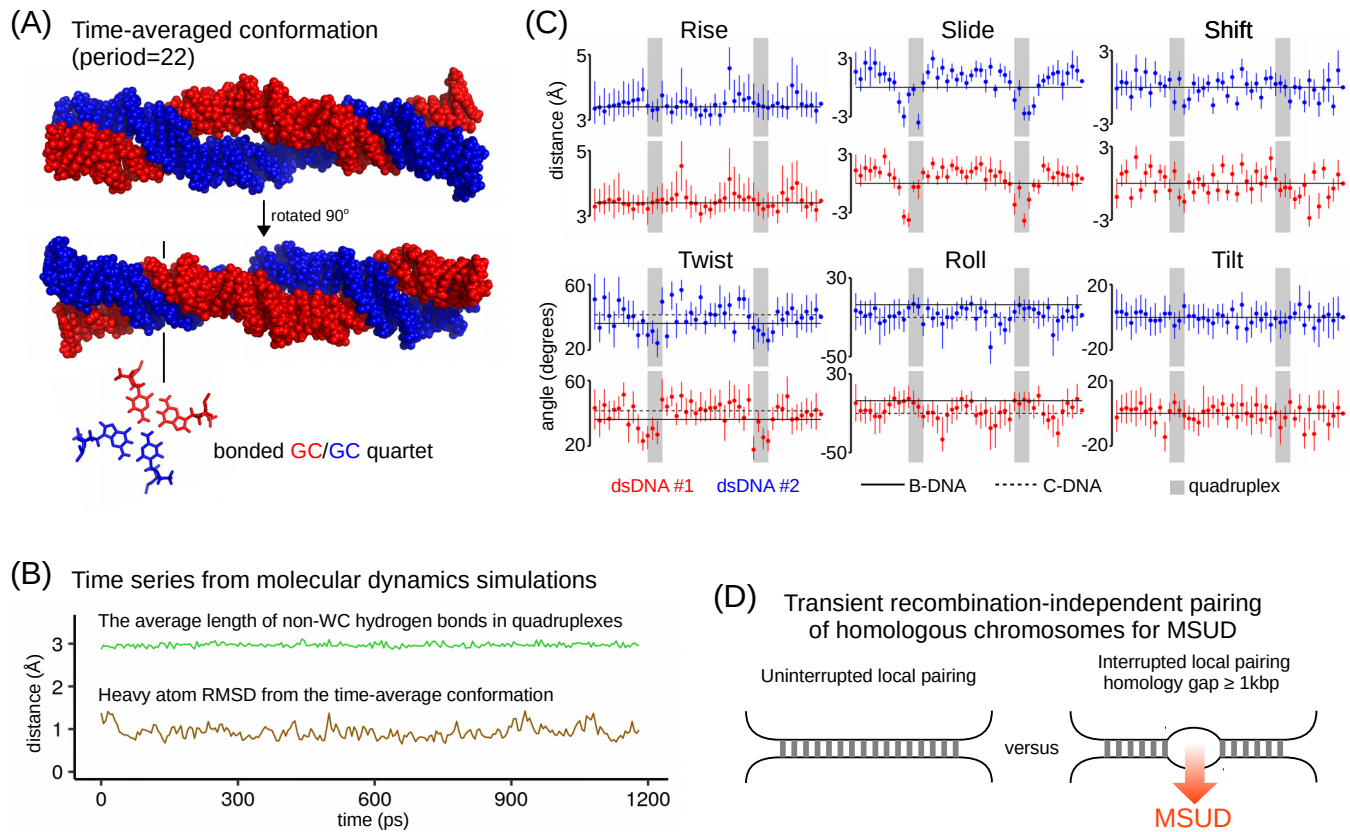 (A)
Time-averaged conformation
(period=22)
rotated 90°
bonded GC/GC quartet
(C)
Rise
Slide
Shift
distance (Å)
5
3
5
3
3
-3
3
-3
3
-3
3
-3
Twist
Roll
Tilt
angle (degrees)
60
20
60
20
30
-50
30
-50
20
-20
20
-20
dsDNA #1
dsDNA #2
B-DNA
C-DNA
quadruplex
(B)
Time series from molecular dynamics simulations
The average length of non-WC hydrogen bonds in quadruplexes
Heavy atom RMSD from the time-average conformation
distance (Å)
3
2
1
0
0
300
600
900
1200
time (ps)
(D)
Transient recombination-independent pairing
of homologous chromosomes for MSUD
Uninterrupted local pairing
Interrupted local pairing
homology gap ≥ 1kbp
versus
MSUD